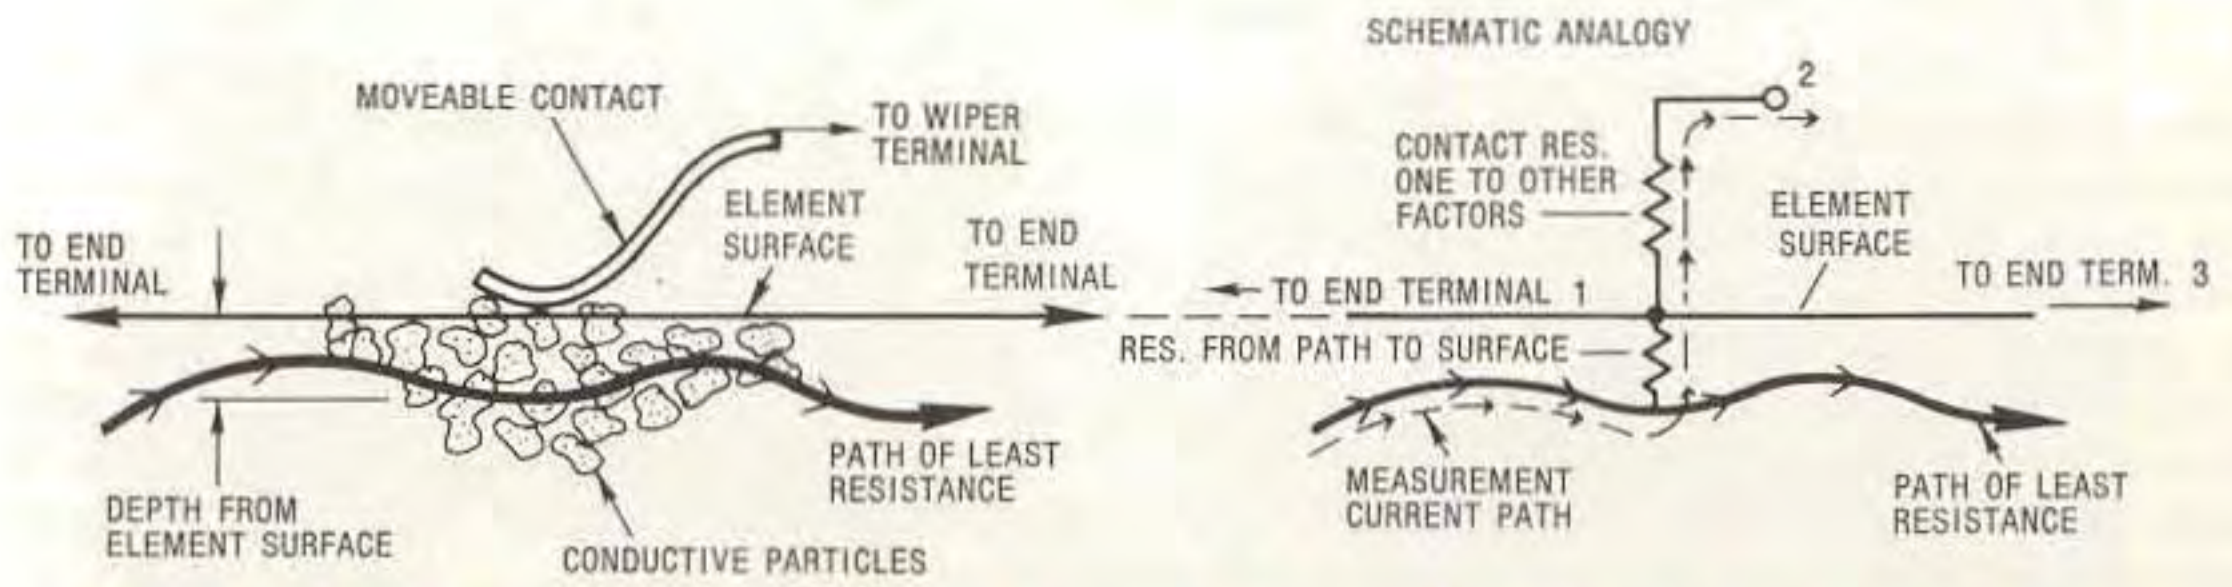 SCHEMATIC ANALOGY
MOVEABLE CONTACT
TO WIPER
TERMINAL
ELEMENT
SURFACE
TO END
TERMINAL
TO END
TERMINAL
DEPTH FROM
ELEMENT SURFACE
CONDUCTIVE PARTICLES
PATH OF LEAST
RESISTANCE
2
CONTACT RES.
ONE TO OTHER
FACTORS
ELEMENT
SURFACE
TO END TERMINAL 1
TO END TERM. 3
RES. FROM PATH TO SURFACE
MEASUREMENT
CURRENT PATH
PATH OF LEAST
RESISTANCE